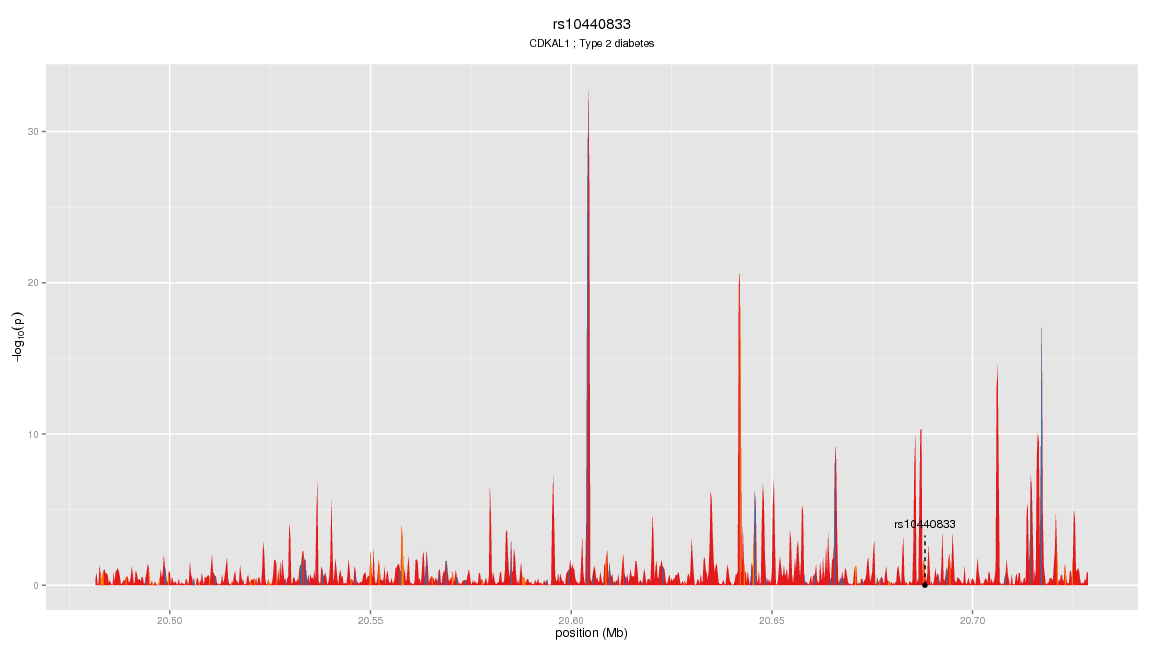 rs10440833
CDKAL1 ; Type 2 diabetes
30
20
10
0
−log10(p)
rs10440833
20.50
20.55
20.60
20.65
20.70
position (Mb)